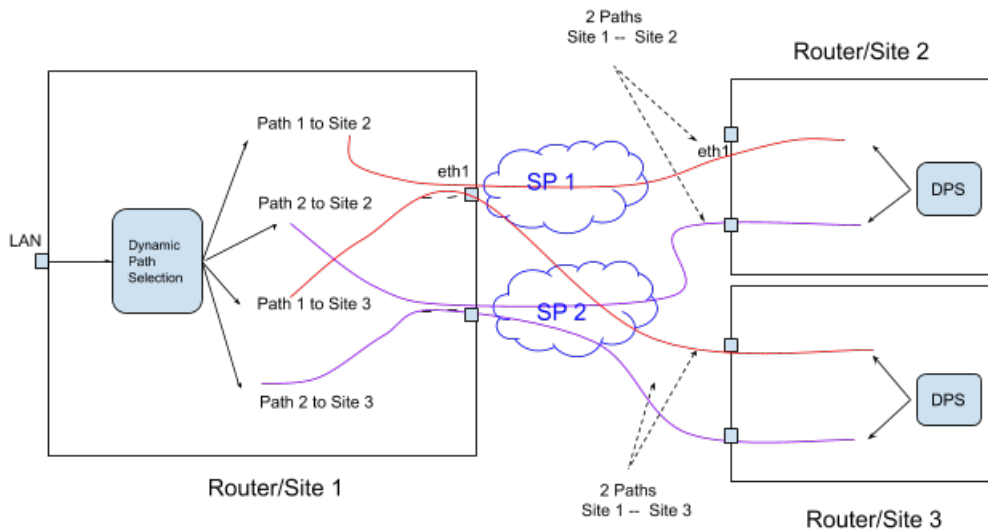 2 Paths
Site 1 -- Site 2
Router/Site 2
Path 1 to Site 2
eth1
SP 1
eth1
DPS
Path 2 to Site 2
LAN
Dynamic
Path
Selection
Path 1 to Site 3
SP 2
Path 2 to Site 3
DPS
Router/Site 1
2 Paths
Site 1 -- Site 3
Router/Site 3